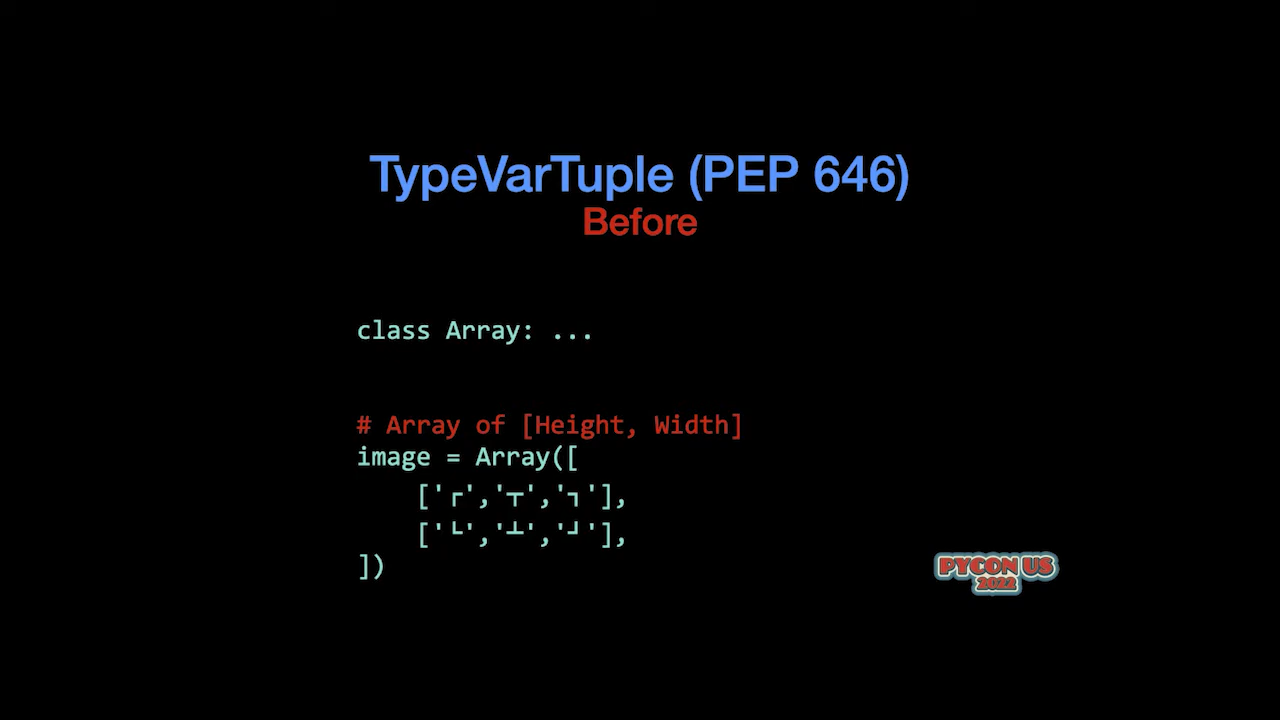 TypeVarTuple (PEP 646)
Before
class Array: ...
# Array of [Height, Width]
image = Array([
    ['┌','┬','┐'],
    ['└','┴','┘'],
])
PYCON US
2022